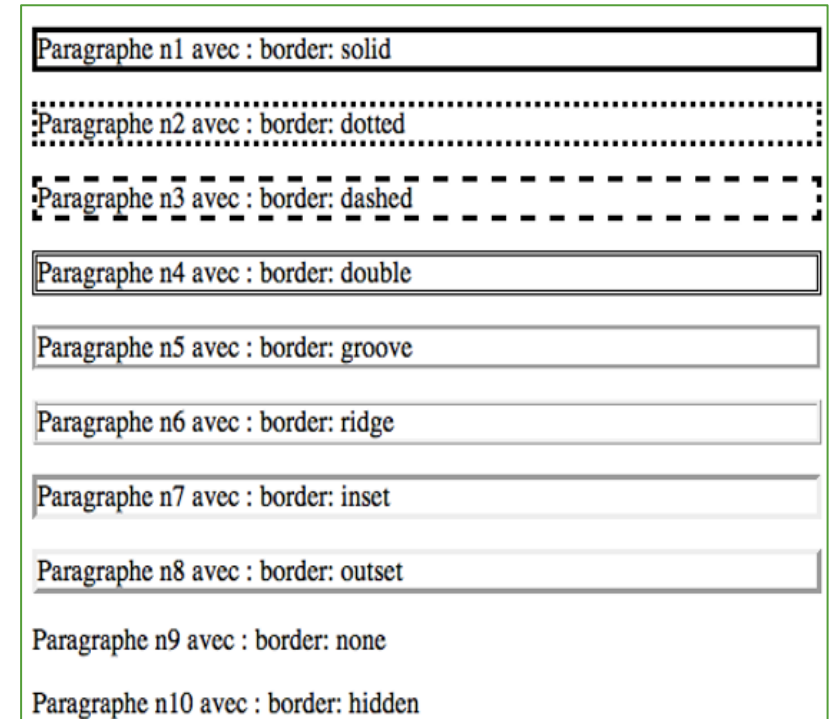 Paragraphe n1 avec : border: solid
Paragraphe n2 avec : border: dotted
Paragraphe n3 avec : border: dashed
Paragraphe n4 avec : border: double
Paragraphe n5 avec : border: groove
Paragraphe n6 avec : border: ridge
Paragraphe n7 avec : border: inset
Paragraphe n8 avec : border: outset
Paragraphe n9 avec : border: none
Paragraphe n10 avec : border: hidden